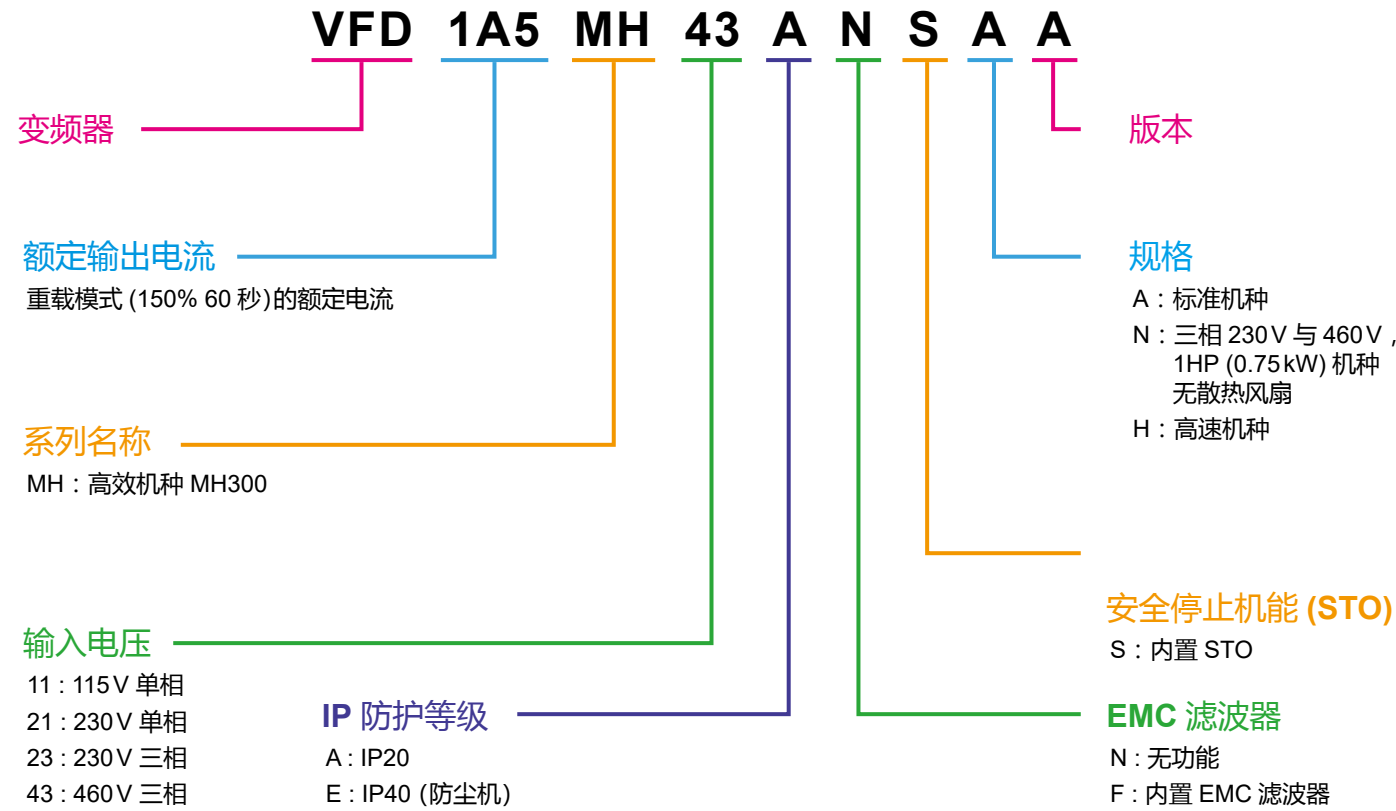 VFD 1A5 MH 43 A N S A A
变频器
额定输出电流
重载模式 (150% 60 秒)的额定电流
系列名称
MH：高效机种 MH300
输入电压
11 : 115V 单相
21 : 230V 单相
23 : 230V 三相
43 : 460V 三相
IP 防护等级
A : IP20
E : IP40 (防尘机)
版本
规格
A：标准机种
N：三相 230V 与 460V，
1HP (0.75kW) 机种
无散热风扇
H：高速机种
安全停止机能 (STO)
S：内置 STO
EMC 滤波器
N : 无功能
F : 内置 EMC 滤波器